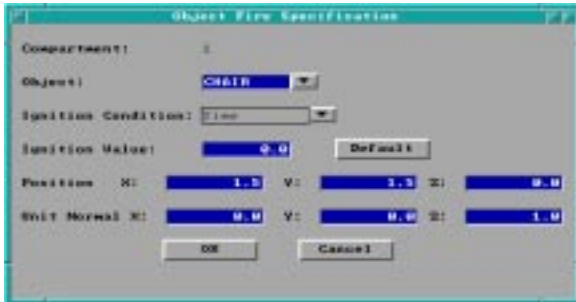 Object Fire Specification
Compartment: 1
Object: CHAIR
Ignition Condition: Time
Ignition Value: 0.0 Default
Position X: 1.5 Y: 1.5 Z: 0.0
Unit Normal X: 0.0 Y: 0.0 Z: 1.0
OK Cancel